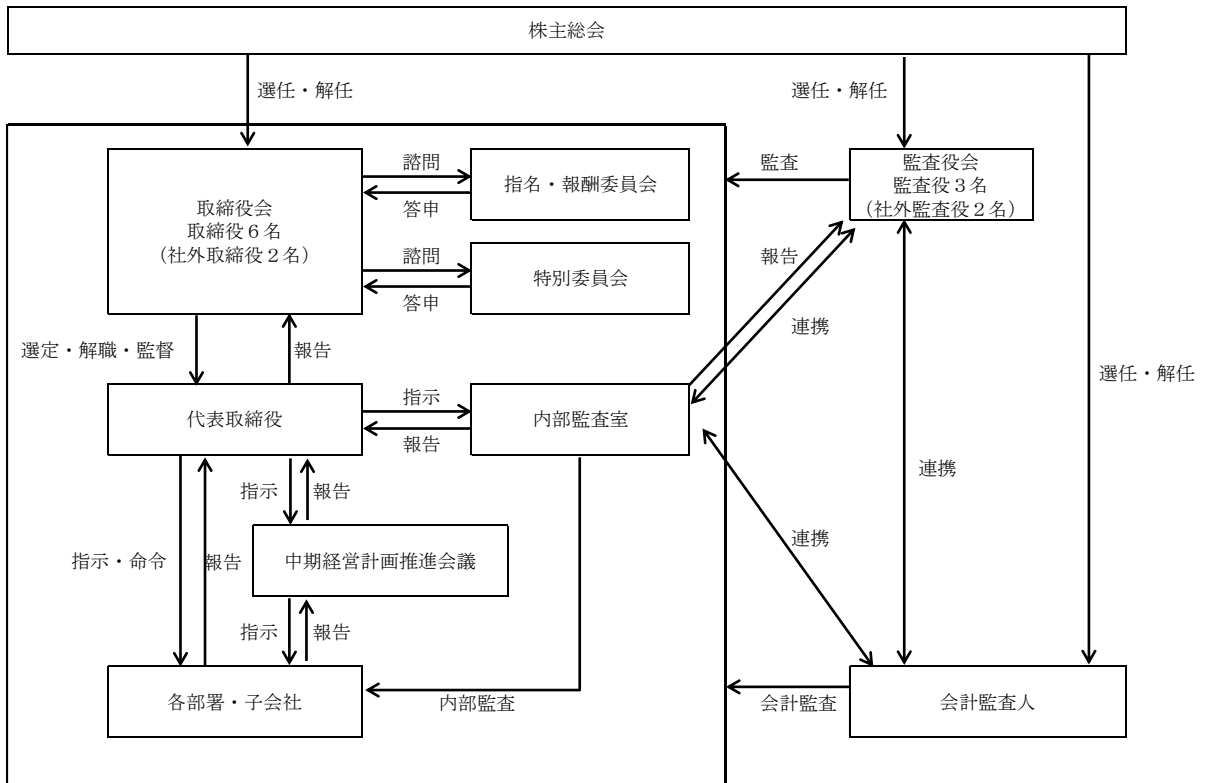 株主総会
選任・解任
選任・解任
取締役会
取締役６名
（社外取締役２名）
諮問
答申
指名・報酬委員会
監査
監査役会
監査役３名
（社外監査役２名）
諮問
答申
特別委員会
報告
連携
選定・解職・監督
報告
選任・解任
代表取締役
指示
報告
内部監査室
指示
報告
連携
連携
指示・命令
報告
中期経営計画推進会議
指示
報告
各部署・子会社
内部監査
会計監査
会計監査人